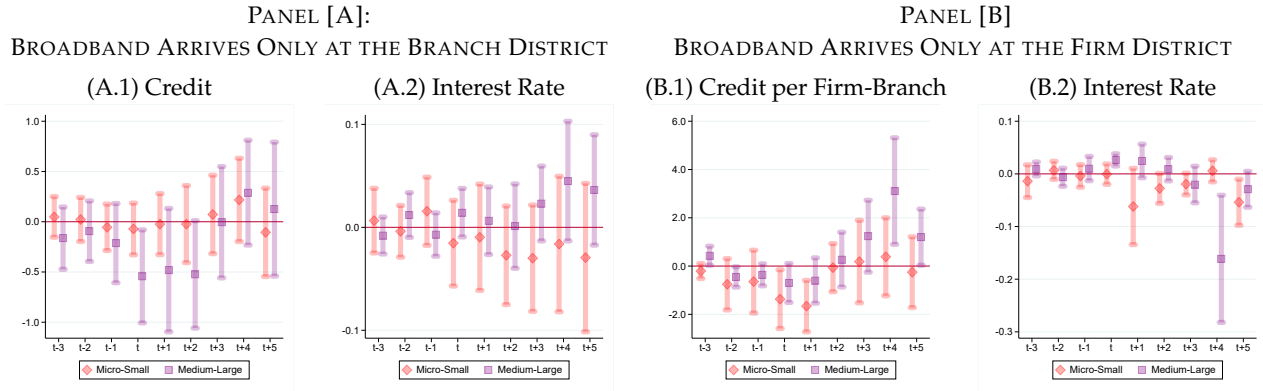 PANEL [A]:
BROADBAND ARRIVES ONLY AT THE BRANCH DISTRICT
(A.1) Credit
1.0
0.5
0.0
-0.5
-1.0
t-3 t-2 t-1 t t+1 t+2 t+3 t+4 t+5
Micro-Small Medium-Large
(A.2) Interest Rate
0.1
0.0
-0.1
t-3 t-2 t-1 t t+1 t+2 t+3 t+4 t+5
Micro-Small Medium-Large
PANEL [B]
BROADBAND ARRIVES ONLY AT THE FIRM DISTRICT
(B.1) Credit per Firm-Branch
6.0
4.0
2.0
0.0
-2.0
t-3 t-2 t-1 t t+1 t+2 t+3 t+4 t+5
Micro-Small Medium-Large
(B.2) Interest Rate
0.1
0.0
-0.1
-0.2
-0.3
t-3 t-2 t-1 t t+1 t+2 t+3 t+4 t+5
Micro-Small Medium-Large